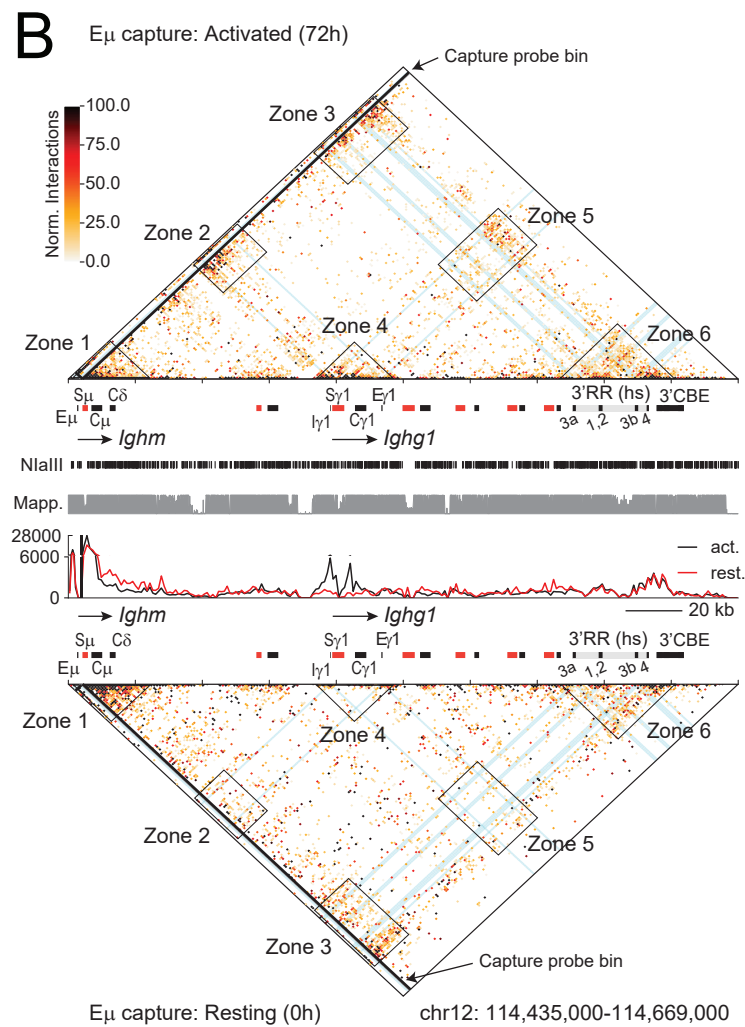 B
Eμ capture: Activated (72h)
Capture probe bin
Norm. Interactions
-100.0
-75.0
-50.0
-25.0
-0.0
Zone 3
Zone 2
Zone 5
Zone 1
Zone 4
Zone 6
Sμ Cδ Sγ1 Eγ1 3'RR (hs) 3'CBE
Eμ Cμ Iγ1 Cγ1 3a 1,2 3b 4
Ighm Ighg1
NlaIII
Mapp.
28000
6000
0
act.
rest.
20 kb
Ighm Ighg1
Sμ Cδ Sγ1 Eγ1 3'RR (hs) 3'CBE
Eμ Cμ Iγ1 Cγ1 3a 1,2 3b 4
Zone 1
Zone 4
Zone 6
Zone 2
Zone 5
Zone 3
Capture probe bin
Eμ capture: Resting (0h)
chr12: 114,435,000-114,669,000